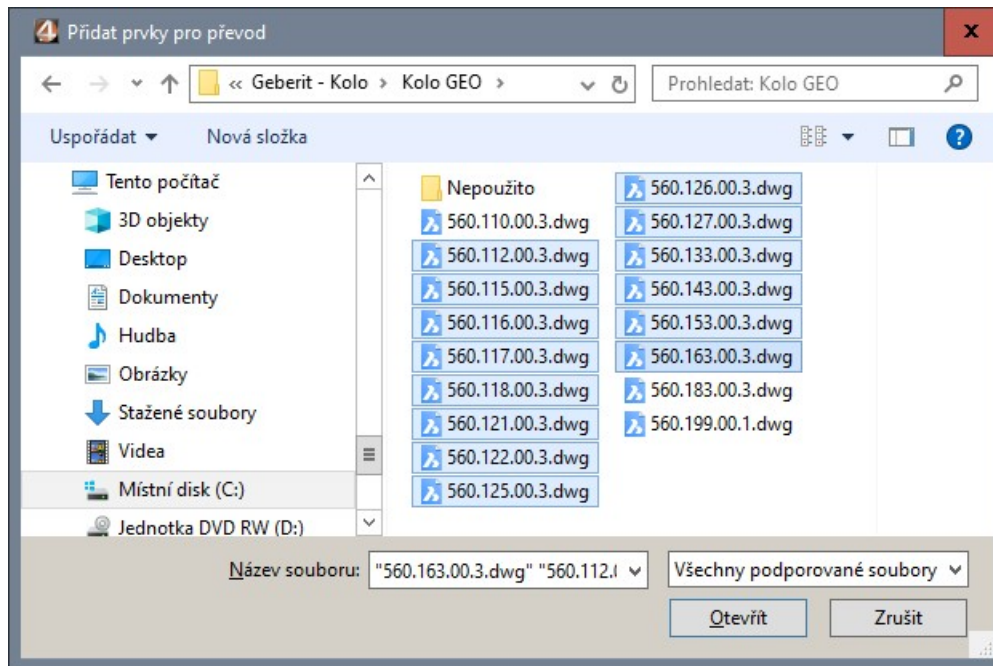 Přidat prvky pro převod
x
« Geberit - Kolo › Kolo GEO ›
Prohledat: Kolo GEO
Uspořádat
Nová složka
?
Tento počítač
3D objekty
Desktop
Dokumenty
Hudba
Obrázky
Stažené soubory
Videa
Místní disk (C:)
Jednotka DVD RW (D:)
Nepoužito
560.110.00.3.dwg
560.112.00.3.dwg
560.115.00.3.dwg
560.116.00.3.dwg
560.117.00.3.dwg
560.118.00.3.dwg
560.121.00.3.dwg
560.122.00.3.dwg
560.125.00.3.dwg
560.126.00.3.dwg
560.127.00.3.dwg
560.133.00.3.dwg
560.143.00.3.dwg
560.153.00.3.dwg
560.163.00.3.dwg
560.183.00.3.dwg
560.199.00.1.dwg
Název souboru:
"560.163.00.3.dwg" "560.112.
Všechny podporované soubory
Otevřít
Zrušit